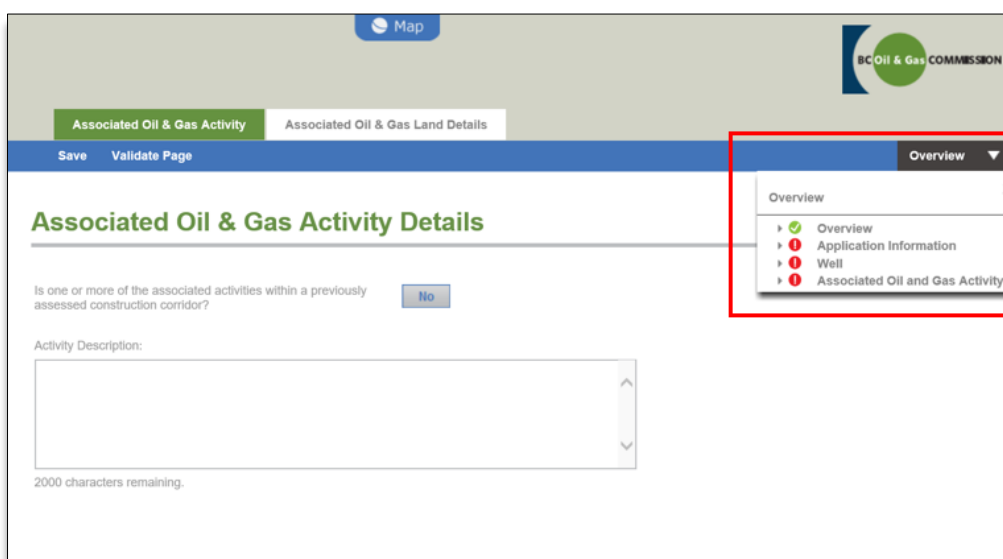 Map
BC Oil & Gas COMMISSION
Associated Oil & Gas Activity
Associated Oil & Gas Land Details
Save
Validate Page
Overview
Overview
Overview
Application Information
Well
Associated Oil and Gas Activity
Associated Oil & Gas Activity Details
Is one or more of the associated activities within a previously
assessed construction corridor?
No
Activity Description:
2000 characters remaining.